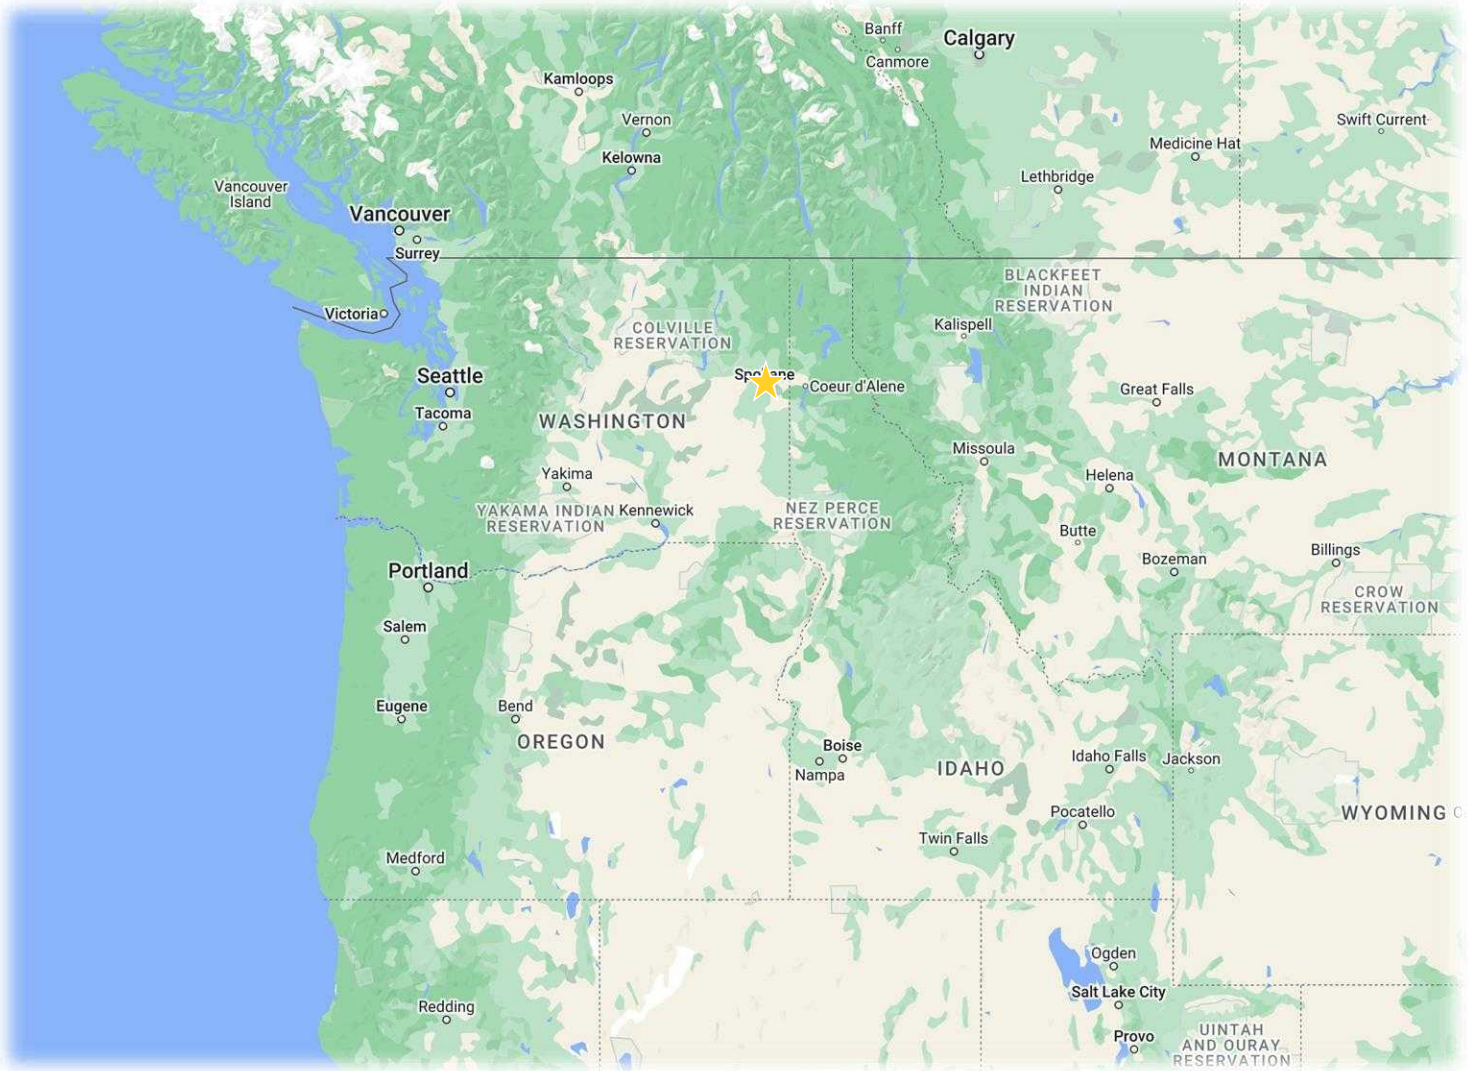 Banff
Calgary
Canmore
Kamloops
Vernon
Swift Current
Medicine Hat
Kelowna
Lethbridge
Vancouver
Island
Vancouver
Surrey
BLACKFEET
INDIAN
RESERVATION
Victoria
COLVILLE
RESERVATION
Kalispell
Seattle
Spokane
Coeur d'Alene
Great Falls
Tacoma
WASHINGTON
Missoula
MONTANA
Yakima
Helena
YAKAMA INDIAN
RESERVATION
Kennewick
NEZ PERCE
RESERVATION
Butte
Billings
Bozeman
Portland
CROW
RESERVATION
Salem
Eugene
Bend
OREGON
Boise
Nampa
IDAHO
Idaho Falls
Jackson
Pocatello
WYOMING
Twin Falls
Medford
Ogden
Salt Lake City
Redding
Provo
UINTAH
AND OURAY
RESERVATION